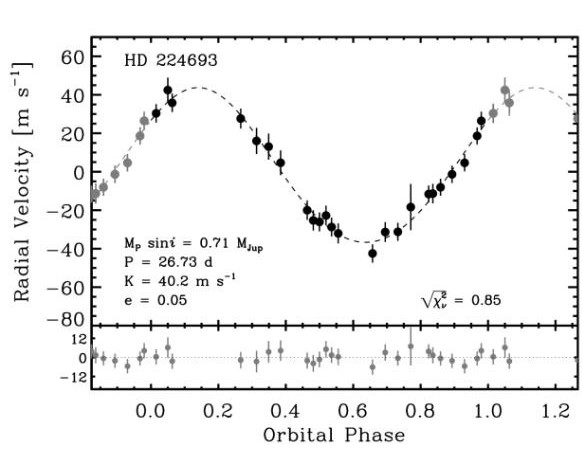 HD 224693
Radial Velocity [m s⁻¹]
60
40
20
0
−20
−40
−60
−80
M_P sini = 0.71 M_Jup
P = 26.73 d
K = 40.2 m s⁻¹
e = 0.05
√χ²_ν = 0.85
12
0
−12
0.0 0.2 0.4 0.6 0.8 1.0 1.2
Orbital Phase